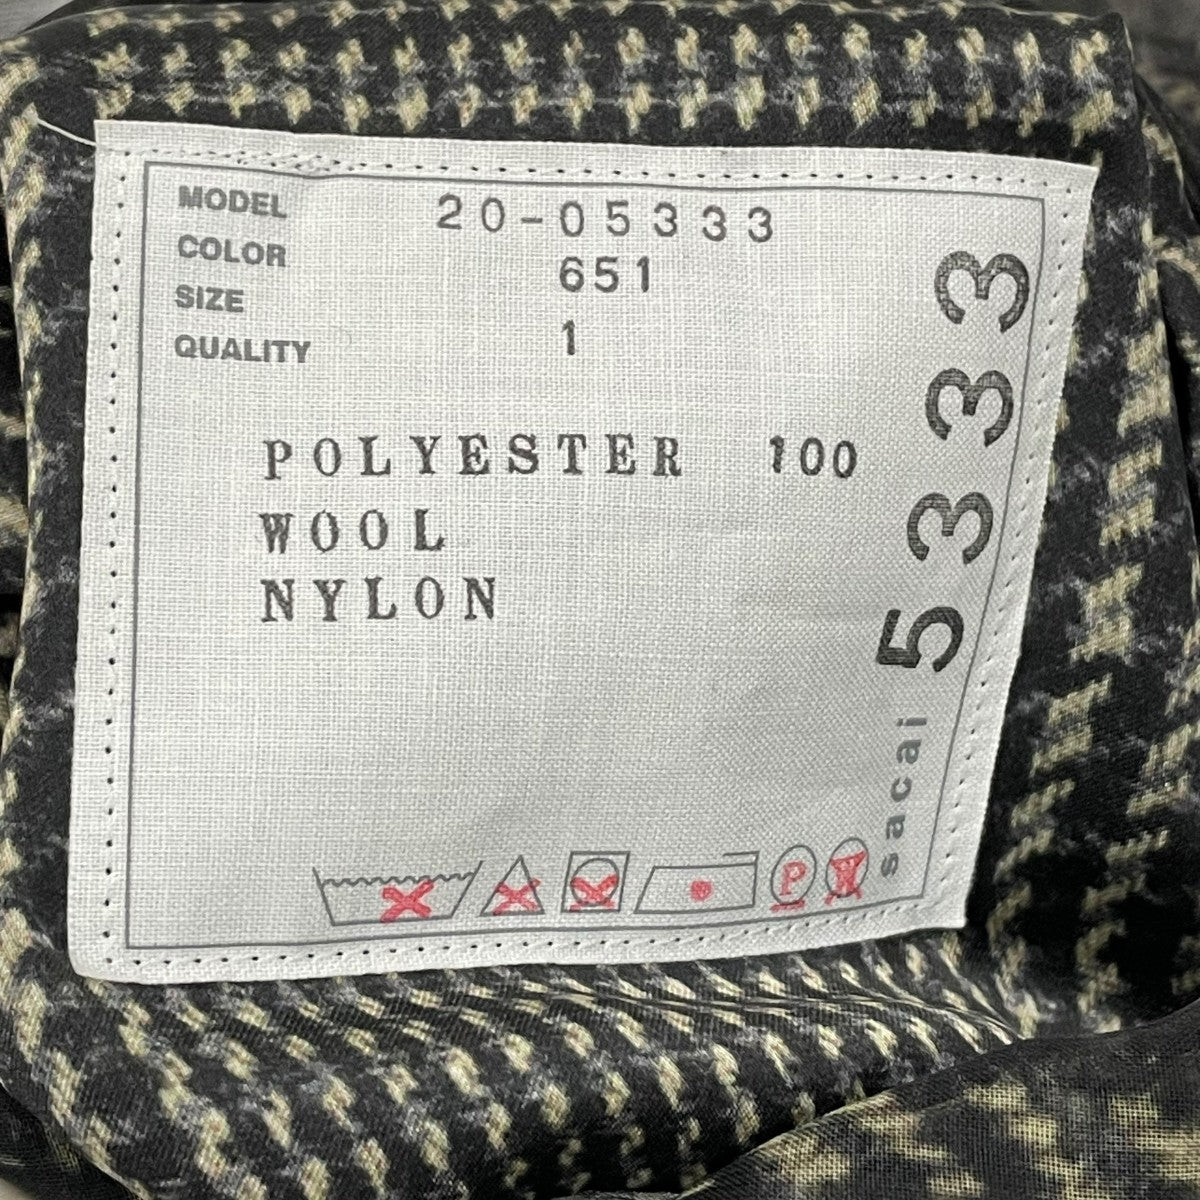 MODEL 20-05333
COLOR 651
SIZE 1
QUALITY
POLYESTER 100
WOOL
NYLON
P W
sacai 5333